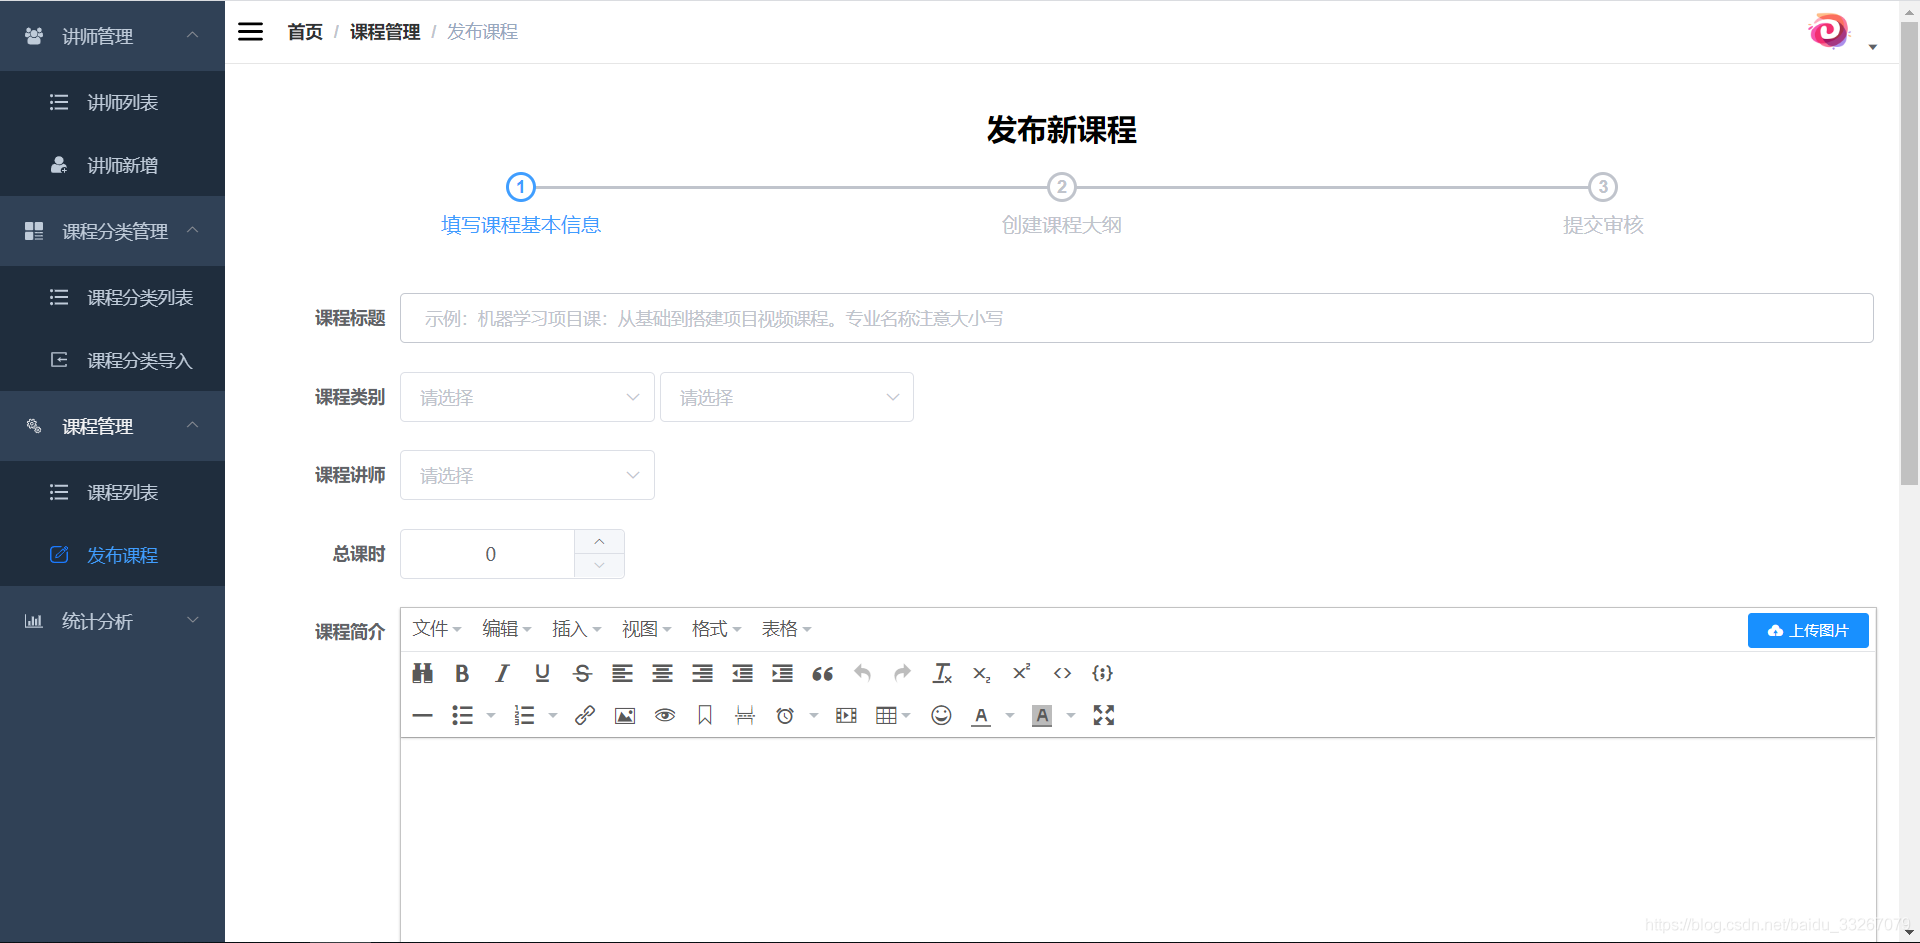 讲师管理
讲师列表
讲师新增
课程分类管理
课程分类列表
课程分类导入
课程管理
课程列表
发布课程
统计分析
首页 / 课程管理 / 发布课程
发布新课程
1 2 3
填写课程基本信息 创建课程大纲 提交审核
课程标题 示例：机器学习项目课：从基础到搭建项目视频课程。专业名称注意大小写
课程类别 请选择 请选择
课程讲师 请选择
总课时 0
课程简介 文件 编辑 插入 视图 格式 表格 上传图片
https://blog.csdn.net/baidu_33267079